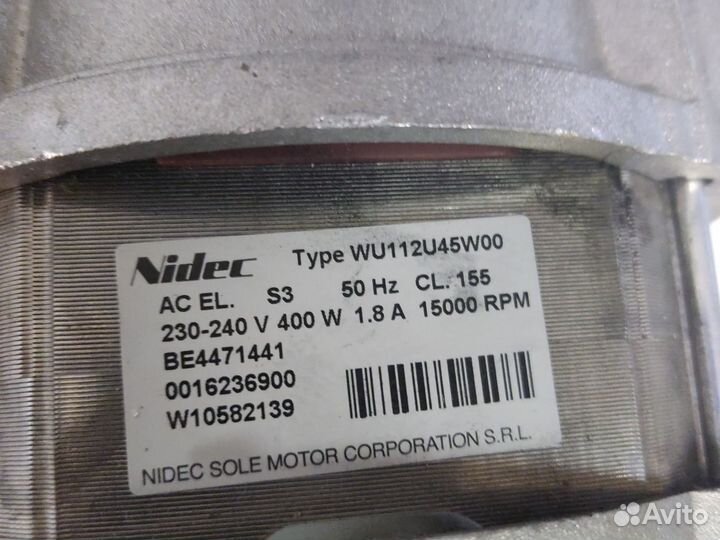 Nidec Type WU112U45W00
AC EL. S3 50 Hz CL. 155
230-240 V 400 W 1.8 A 15000 RPM
BE4471441
0016236900
W10582139
NIDEC SOLE MOTOR CORPORATION S.R.L.
Avito